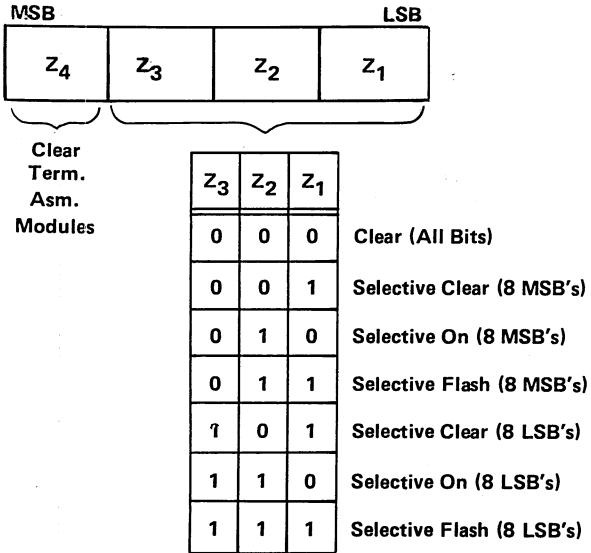 MSB LSB
Z4 Z3 Z2 Z1
Clear
Term.
Asm.
Modules
Z3 Z2 Z1
0 0 0 Clear (All Bits)
0 0 1 Selective Clear (8 MSB's)
0 1 0 Selective On (8 MSB's)
0 1 1 Selective Flash (8 MSB's)
1 0 1 Selective Clear (8 LSB's)
1 1 0 Selective On (8 LSB's)
1 1 1 Selective Flash (8 LSB's)